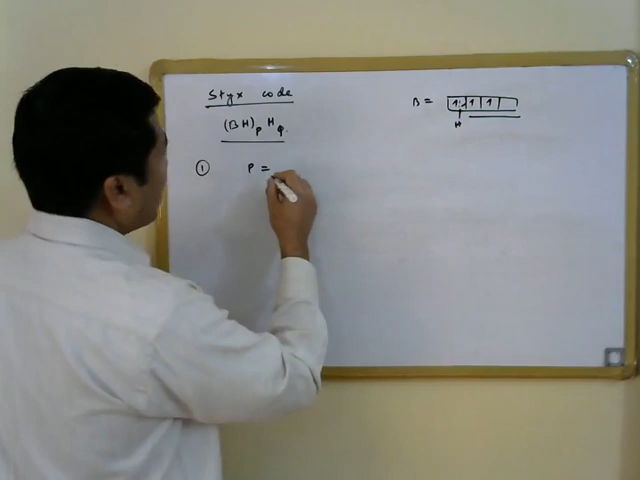 Styx code
(BH)p Hq.
① P =
B = 1 1 1
H